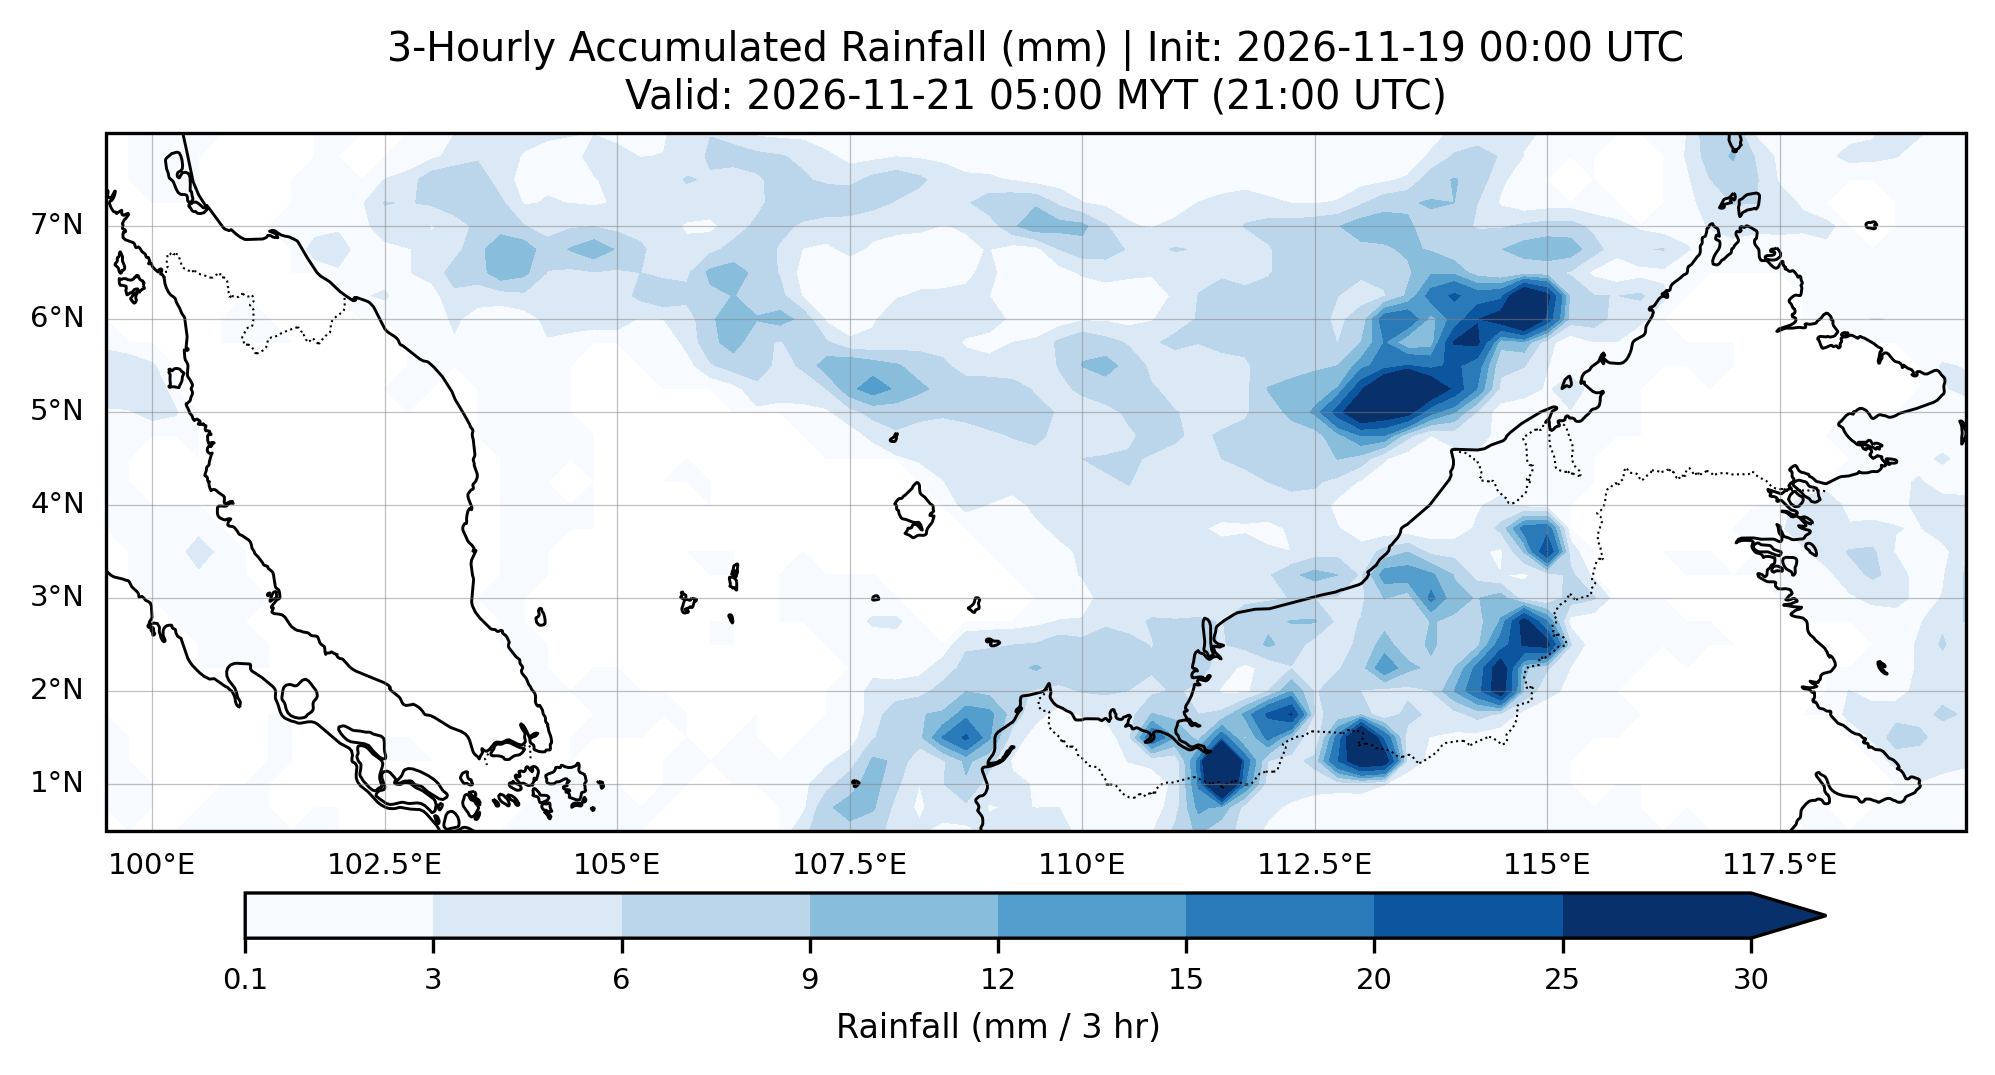 3-Hourly Accumulated Rainfall (mm) | Init: 2026-11-19 00:00 UTC
Valid: 2026-11-21 05:00 MYT (21:00 UTC)
7°N
6°N
5°N
4°N
3°N
2°N
1°N
100°E 102.5°E 105°E 107.5°E 110°E 112.5°E 115°E 117.5°E
0.1 3 6 9 12 15 20 25 30
Rainfall (mm / 3 hr)